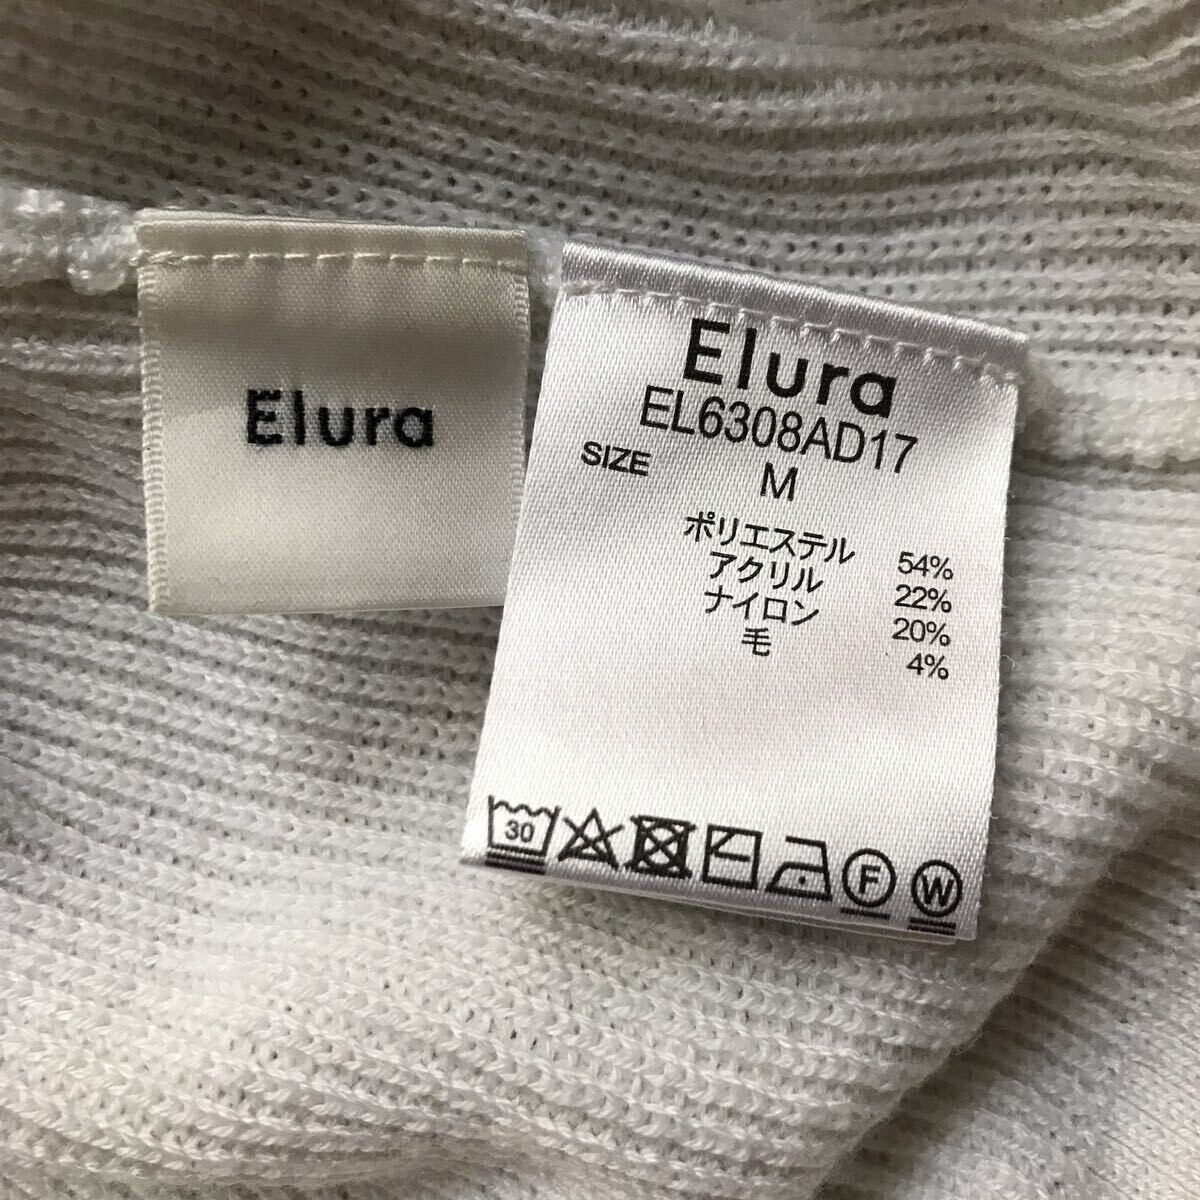 Elura
Elura
EL6308AD17
SIZE M
ポリエステル 54%
アクリル 22%
ナイロン 20%
毛 4%
30
F
W